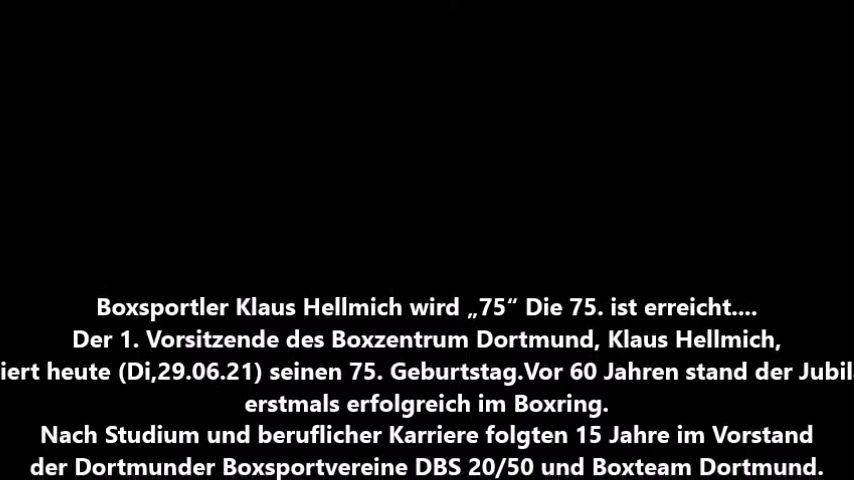 Boxsportler Klaus Hellmich wird „75“ Die 75. ist erreicht....
Der 1. Vorsitzende des Boxzentrum Dortmund, Klaus Hellmich,
iert heute (Di,29.06.21) seinen 75. Geburtstag.Vor 60 Jahren stand der Jubil
erstmals erfolgreich im Boxring.
Nach Studium und beruflicher Karriere folgten 15 Jahre im Vorstand
der Dortmunder Boxsportvereine DBS 20/50 und Boxteam Dortmund.